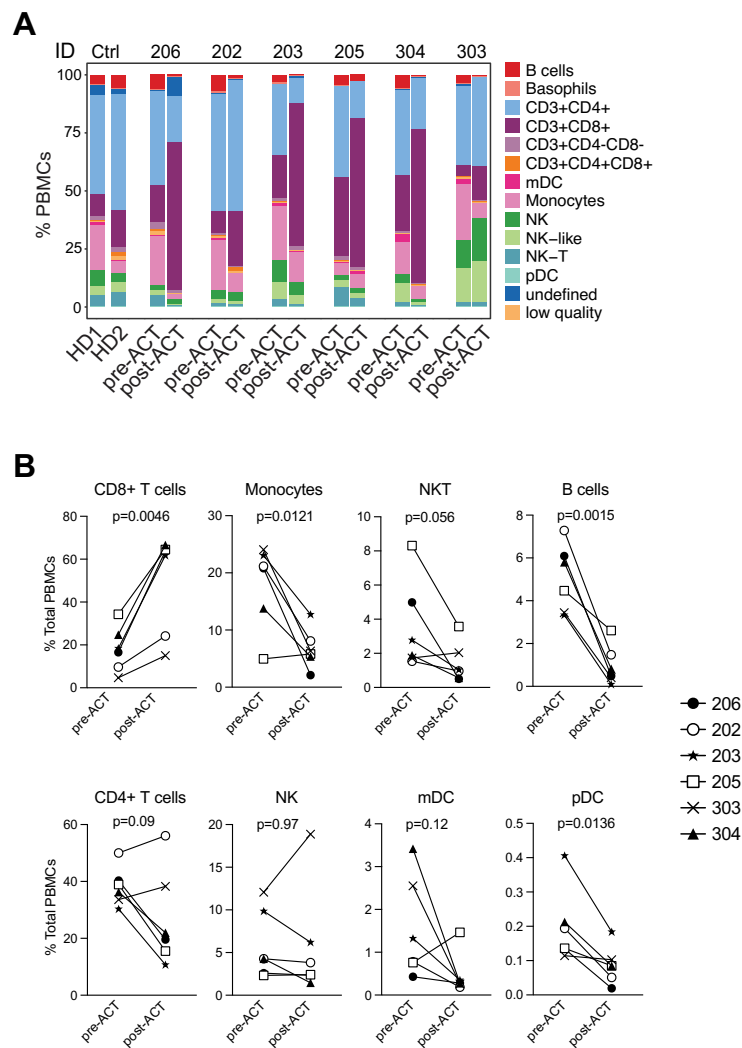 A
ID Ctrl 206 202 203 205 304 303
100
75
50
25
0
% PBMCs
HD1 HD2 pre-ACT post-ACT pre-ACT post-ACT pre-ACT post-ACT pre-ACT post-ACT pre-ACT post-ACT pre-ACT post-ACT
B cells
Basophils
CD3+CD4+
CD3+CD8+
CD3+CD4-CD8-
CD3+CD4+CD8+
mDC
Monocytes
NK
NK−like
NK−T
pDC
undefined
low quality
B
CD8+ T cells
p=0.0046
80
60
40
20
0
% Total PBMCs
pre-ACT post-ACT
Monocytes
p=0.0121
30
20
10
0
pre-ACT post-ACT
NKT
p=0.056
10
8
6
4
2
0
pre-ACT post-ACT
B cells
p=0.0015
8
6
4
2
0
pre-ACT post-ACT
CD4+ T cells
p=0.09
60
40
20
0
% Total PBMCs
pre-ACT post-ACT
NK
p=0.97
20
15
10
5
0
pre-ACT post-ACT
mDC
p=0.12
4
3
2
1
0
pre-ACT post-ACT
pDC
p=0.0136
0.5
0.4
0.3
0.2
0.1
0.0
pre-ACT post-ACT
206
202
203
205
303
304